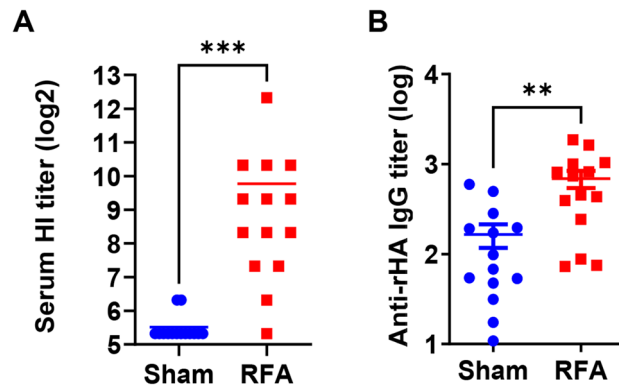 A
***
Serum HI titer (log2)
13
12
11
10
9
8
7
6
5
Sham RFA
B
**
Anti-rHA IgG titer (log)
4
3
2
1
Sham RFA